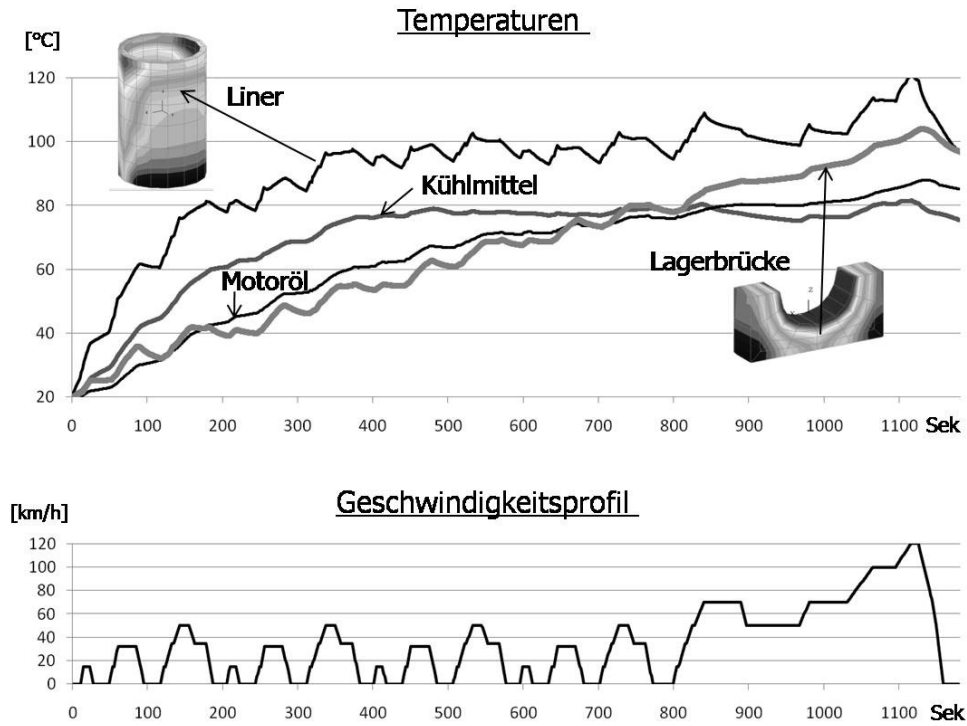 Temperaturen
[°C]
120
Liner
100
Kühlmittel
80
Lagerbrücke
Motoröl
60
40
20
0 100 200 300 400 500 600 700 800 900 1000 1100 Sek
Geschwindigkeitsprofil
[km/h]
120
100
80
60
40
20
0
0 100 200 300 400 500 600 700 800 900 1000 1100 Sek